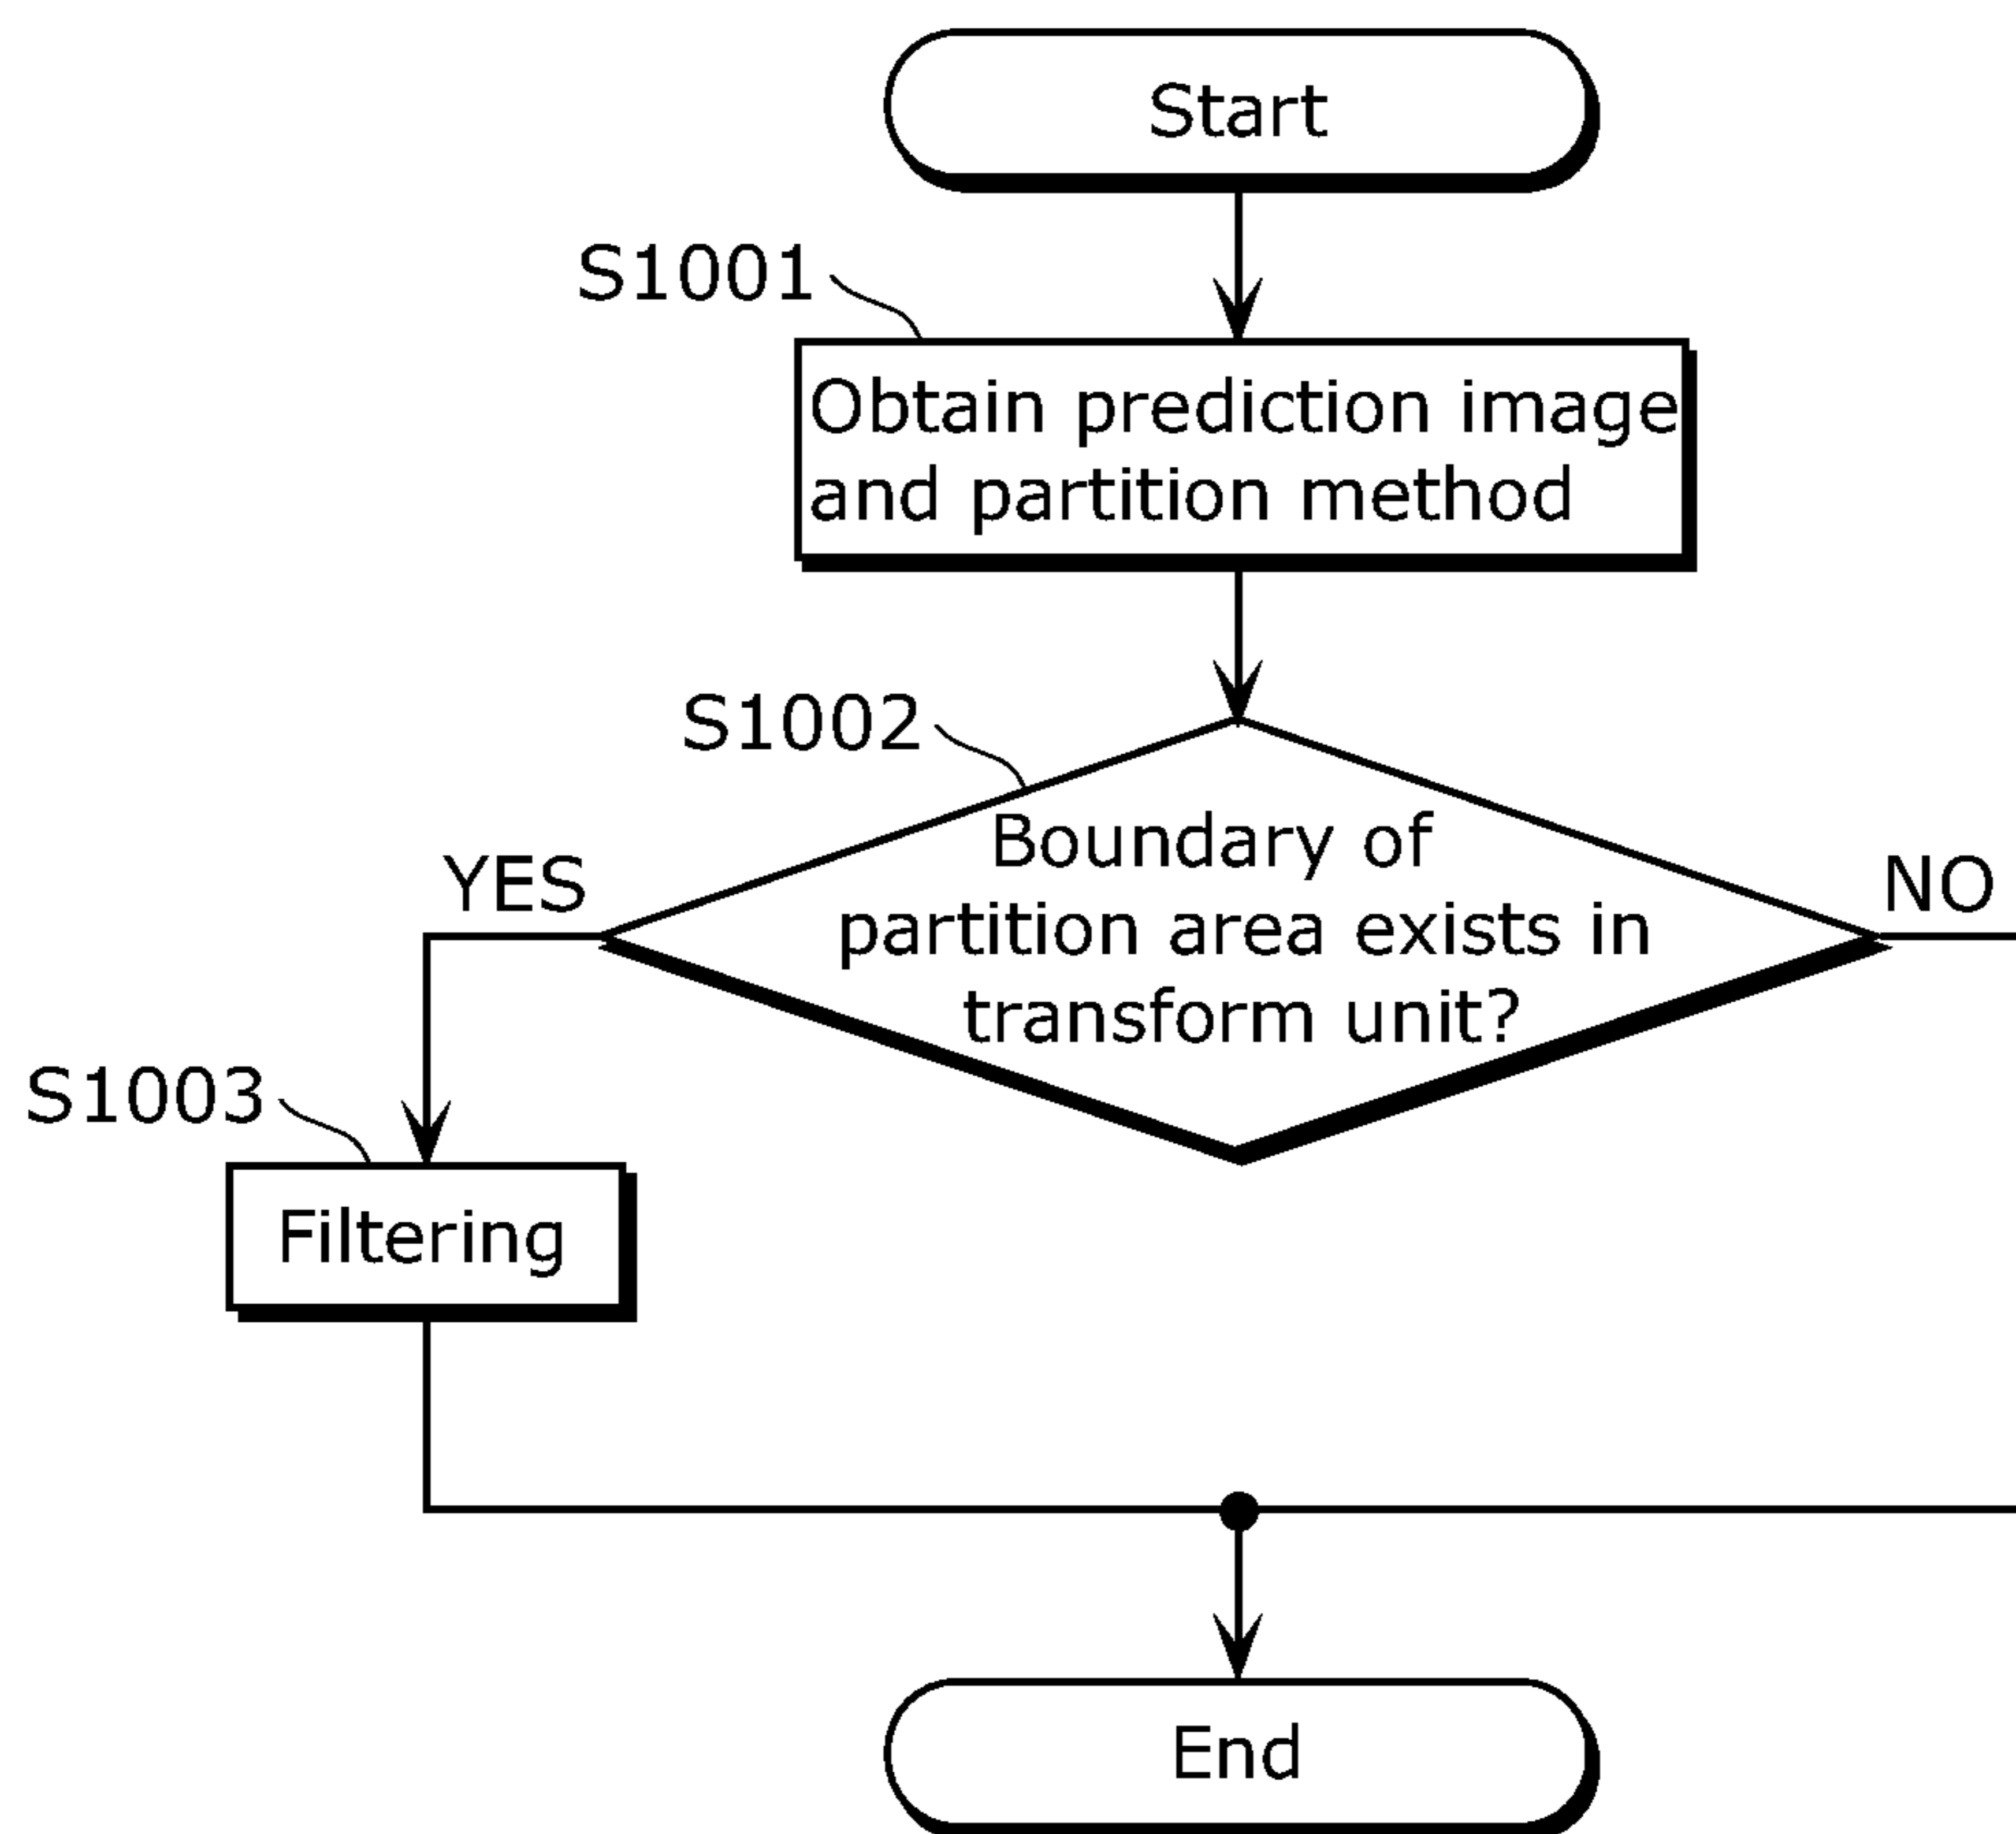 Start
S1001
Obtain prediction image
and partition method
S1002
Boundary of
partition area exists in
transform unit?
YES
NO
S1003
Filtering
End